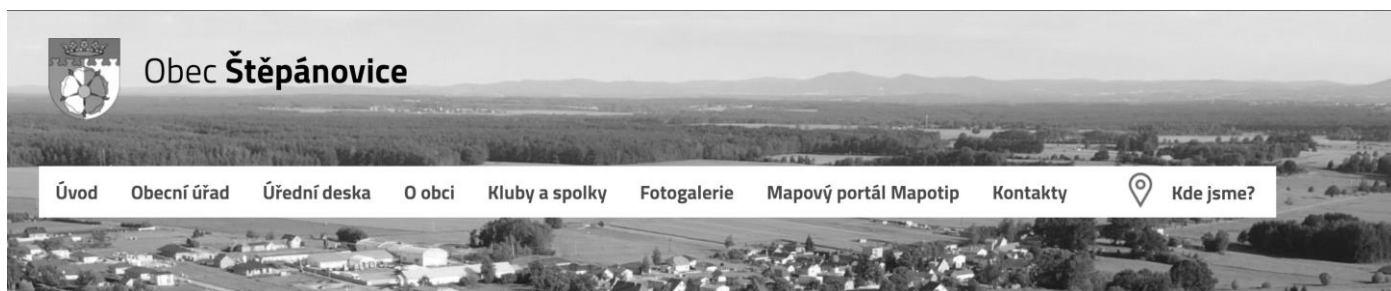 Obec Štěpánovice
Úvod Obecní úřad Úřední deska O obci Kluby a spolky Fotogalerie Mapový portál Mapotip Kontakty Kde jsme?